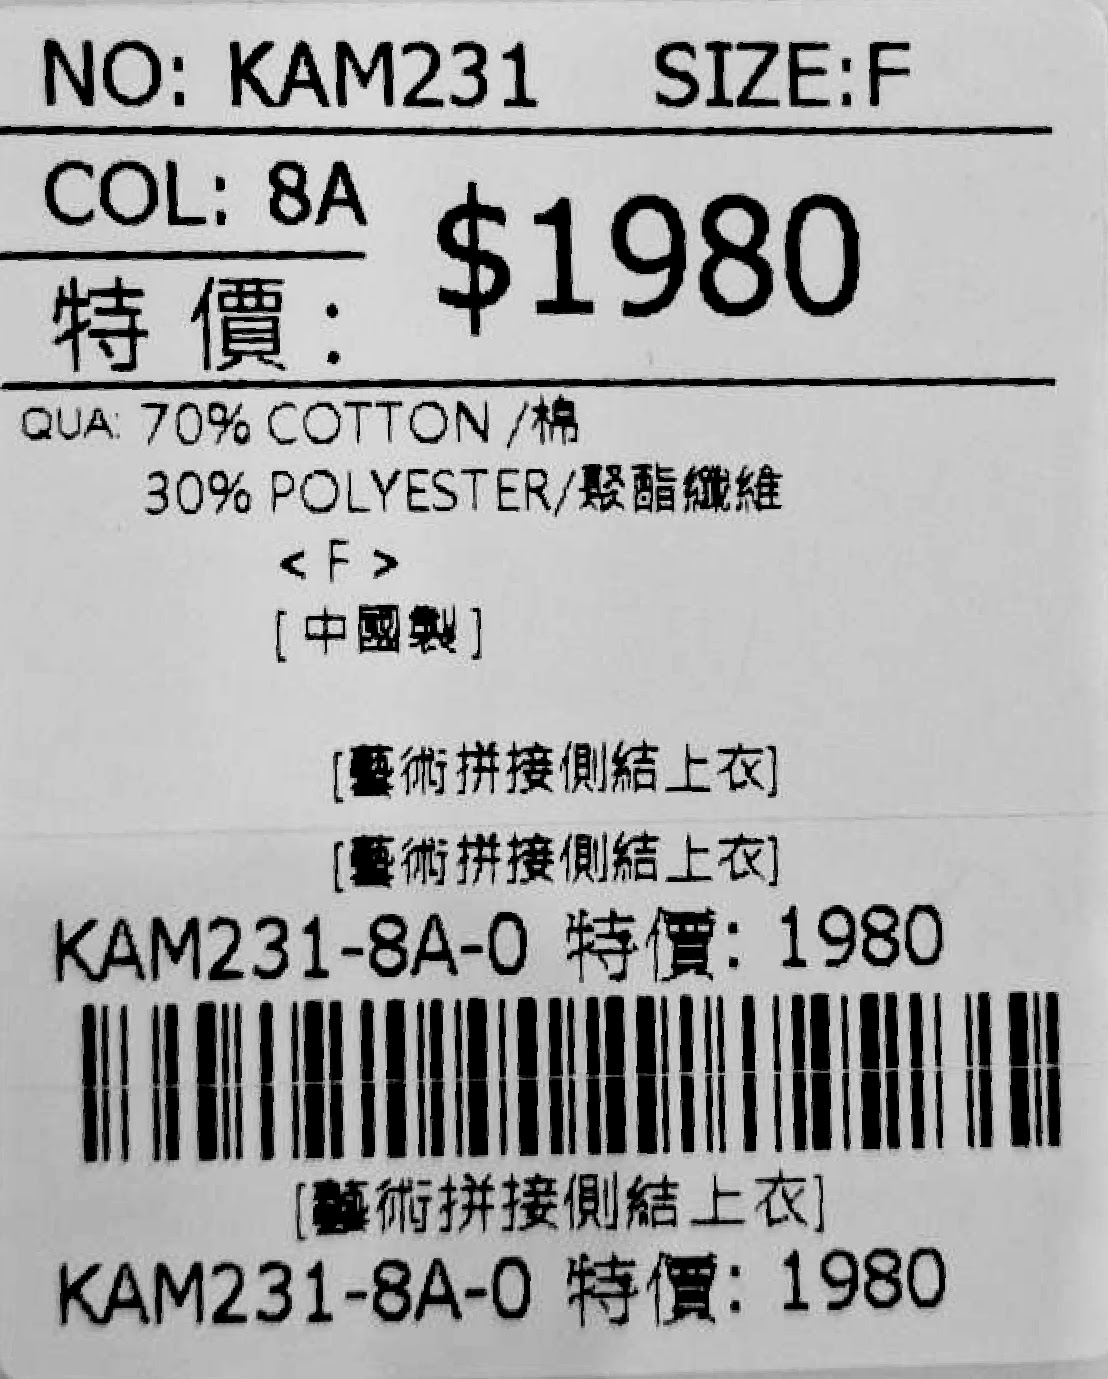 NO: KAM231 SIZE:F
COL: 8A
$1980
特 價 :
QUA: 70% COTTON /棉
30% POLYESTER/聚酯纖維
< F >
[ 中國製 ]
[藝術拼接側結上衣]
[藝術拼接側結上衣]
KAM231-8A-0 特價: 1980
[藝術拼接側結上衣]
KAM231-8A-0 特價: 1980